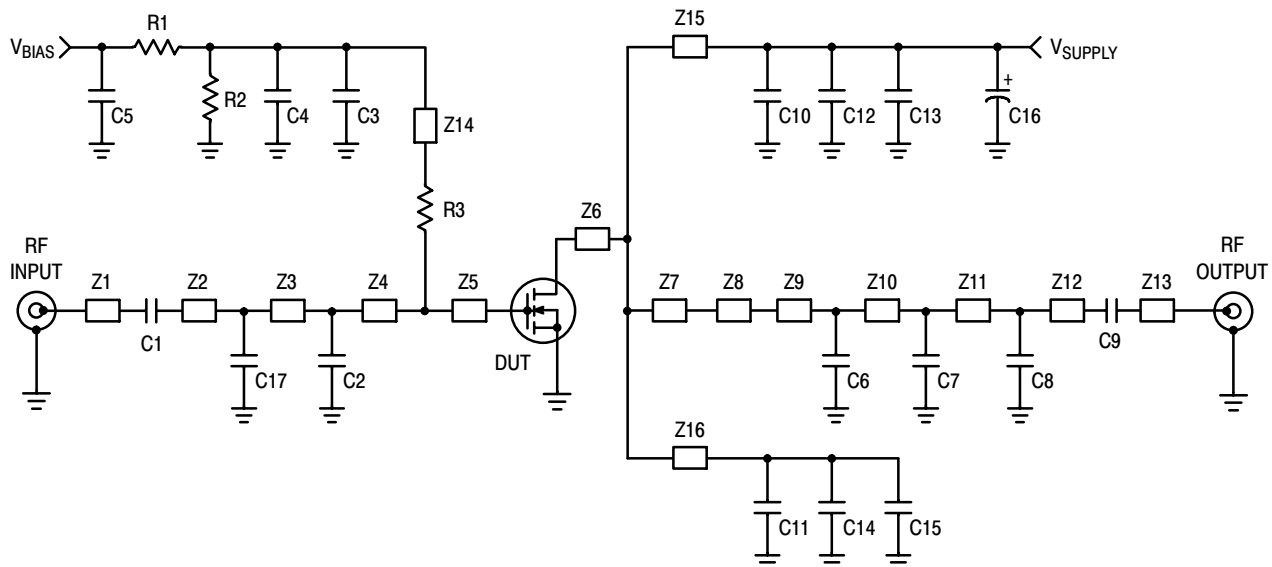 R1
V_BIAS
C5
R2
C4
C3
Z14
R3
Z15
V_SUPPLY
C10
C12
C13
+
C16
Z6
RF
INPUT
Z1
C1
Z2
Z3
Z4
Z5
C17
C2
DUT
Z7
Z8
Z9
Z10
Z11
Z12
Z13
C9
RF
OUTPUT
C6
C7
C8
Z16
C11
C14
C15